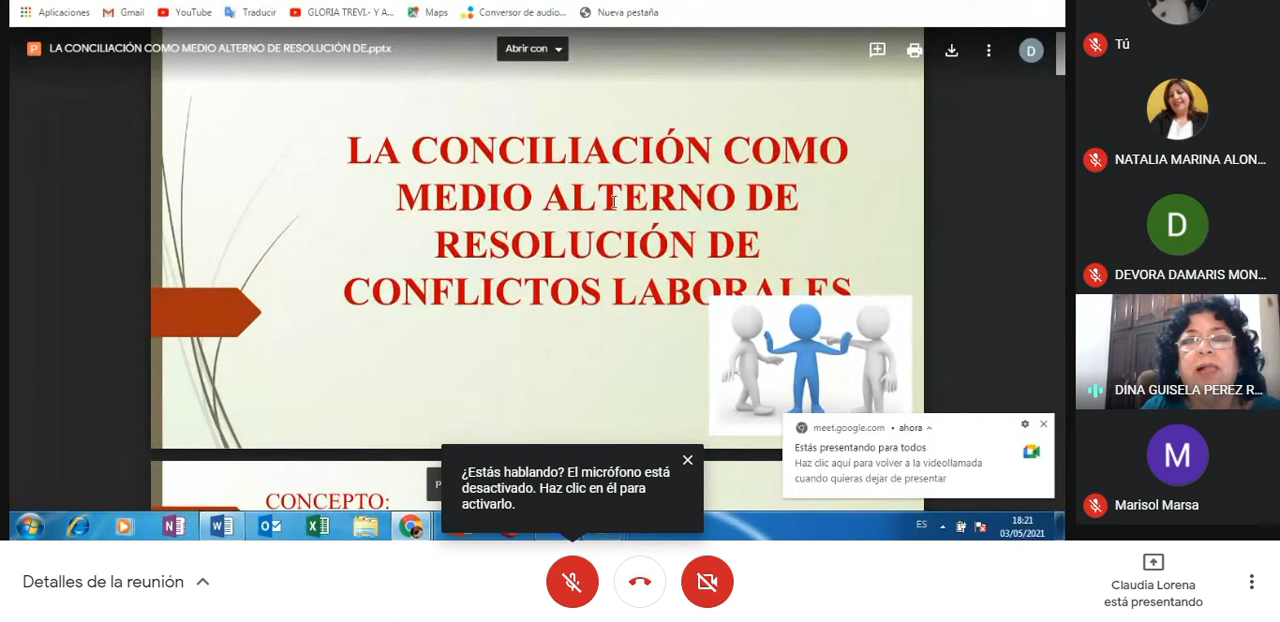 Aplicaciones Gmail YouTube Traducir GLORIA TREVI.- Y A... Maps Conversor de audio... Nueva pestaña
P LA CONCILIACIÓN COMO MEDIO ALTERNO DE RESOLUCIÓN DE.pptx
Abrir con
D
LA CONCILIACIÓN COMO
MEDIO ALTERNO DE
RESOLUCIÓN DE
CONFLICTOS LABORALES
CONCEPTO:
P
meet.google.com • ahora
Estás presentando para todos
Haz clic aquí para volver a la videollamada
cuando quieras dejar de presentar
¿Estás hablando? El micrófono está
desactivado. Haz clic en él para
activarlo.
ES
18:21
03/05/2021
Tú
NATALIA MARINA ALON...
D
DEVORA DAMARIS MON...
DINA GUISELA PEREZ R...
M
Marisol Marsa
Detalles de la reunión
Claudia Lorena
está presentando